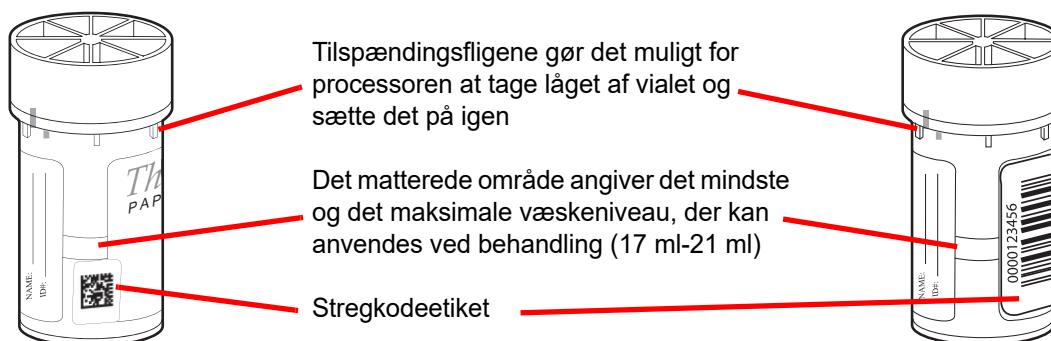 Tilspændingsfligene gør det muligt for
processoren at tage låget af vialet og
sætte det på igen
Th
PAP
Det matterede område angiver det mindste
og det maksimale væskeniveau, der kan
anvendes ved behandling (17 ml-21 ml)
NAME:
ID#:
Stregkodeetiket
NAME:
ID#:
0000123456